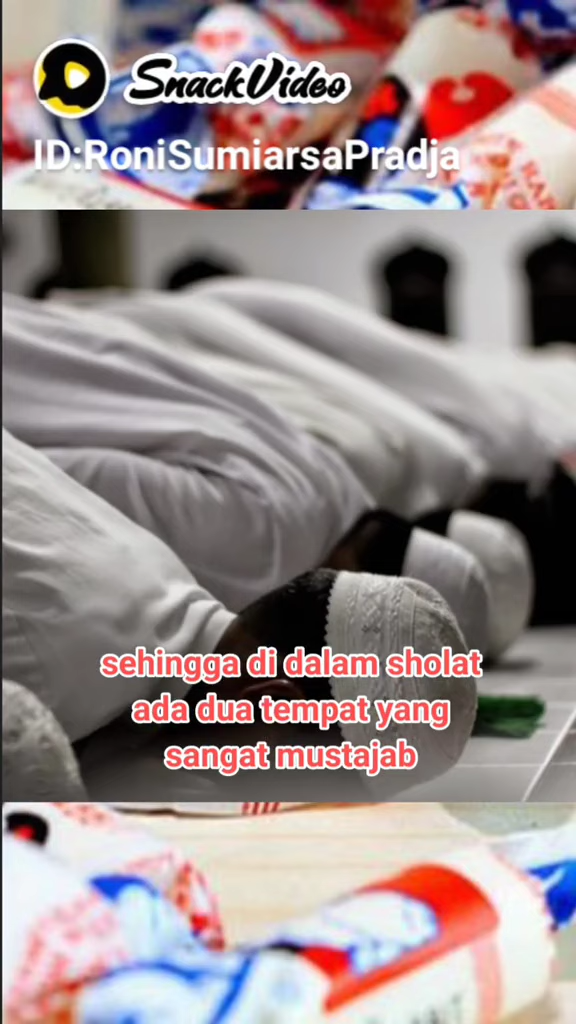 SnackVideo
ID:RoniSumiarsaPradja
sehingga di dalam sholat
ada dua tempat yang
sangat mustajab